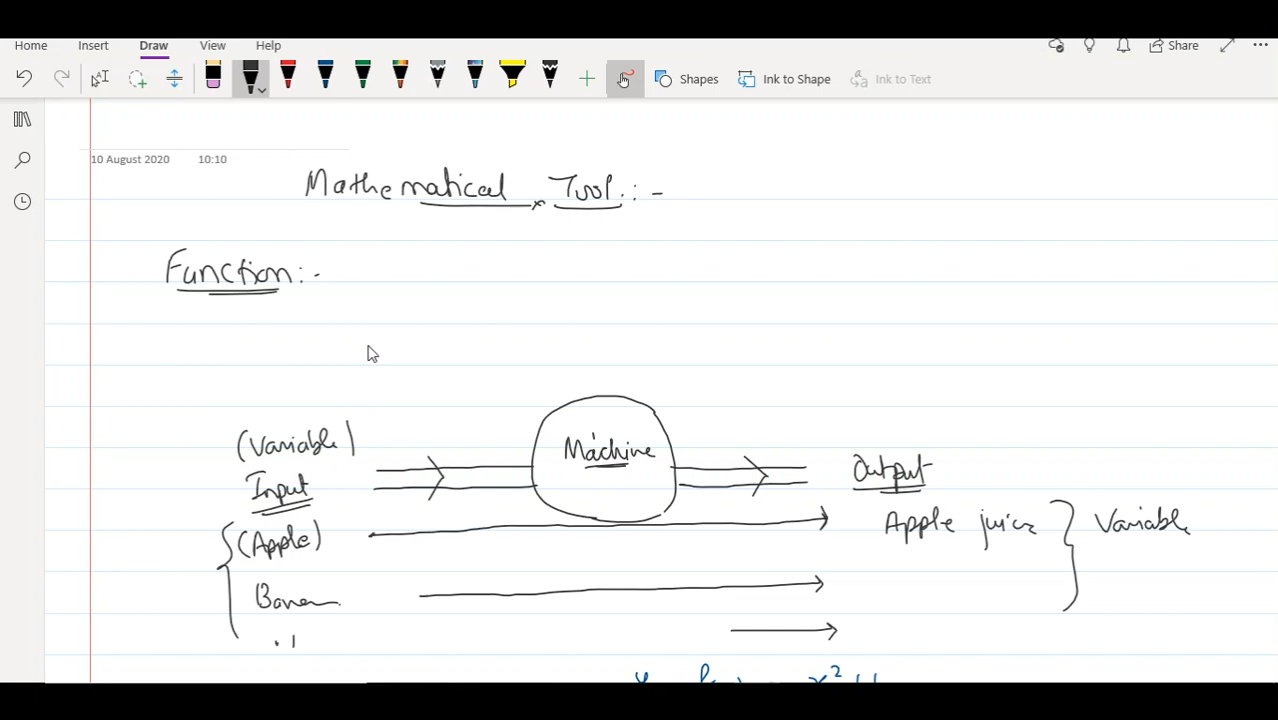 Home Insert Draw View Help Share
Shapes Ink to Shape Ink to Text
10 August 2020 10:10
Mathematical Tool :-
Function :-
(Variable)
Input
Machine
Output
(Apple)
Apple juice
Variable